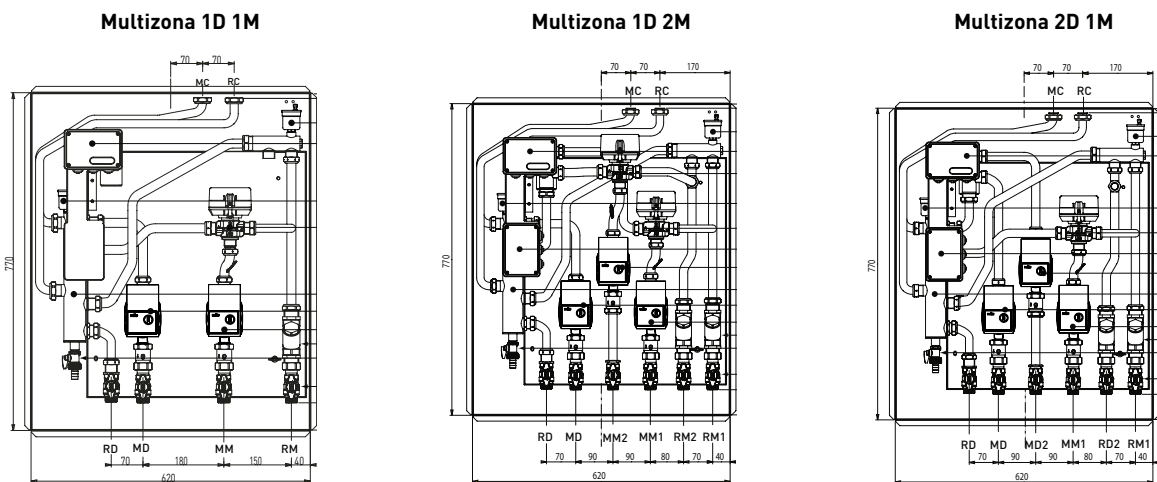 Multizona 1D 1M
70 70
MC RC
770
RD MD MM RM
70 180 150 40
620
Multizona 1D 2M
70 70 170
MC RC
770
RD MD MM2 MM1 RM2 RM1
70 90 90 80 70 40
620
Multizona 2D 1M
70 70 170
MC RC
770
RD MD MD2 MM1 RD2 RM1
70 90 90 80 70 40
620